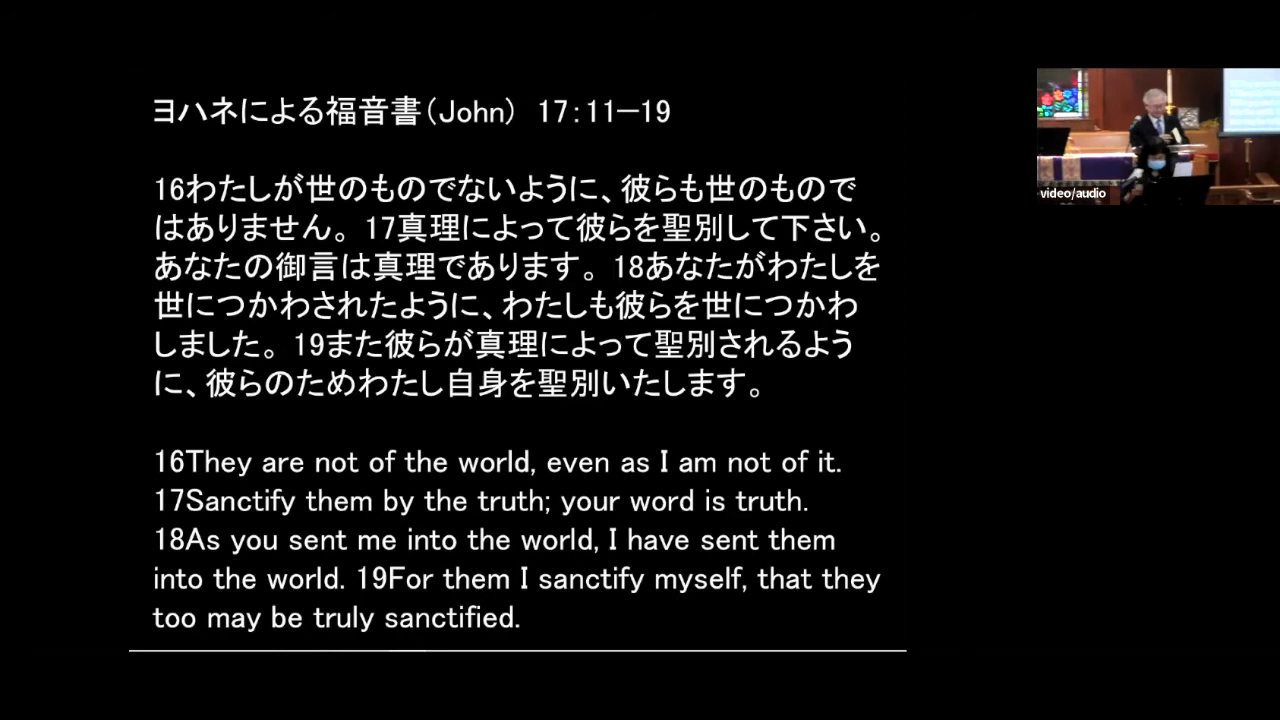 ヨハネによる福音書（John） 17：11－19
16わたしが世のものでないように、彼らも世のもので
はありません。 17真理によって彼らを聖別して下さい。
あなたの御言は真理であります。 18あなたがわたしを
世につかわされたように、わたしも彼らを世につかわ
しました。 19また彼らが真理によって聖別されるよう
に、彼らのためわたし自身を聖別いたします。
16They are not of the world, even as I am not of it.
17Sanctify them by the truth; your word is truth.
18As you sent me into the world, I have sent them
into the world. 19For them I sanctify myself, that they
too may be truly sanctified.
video/audio